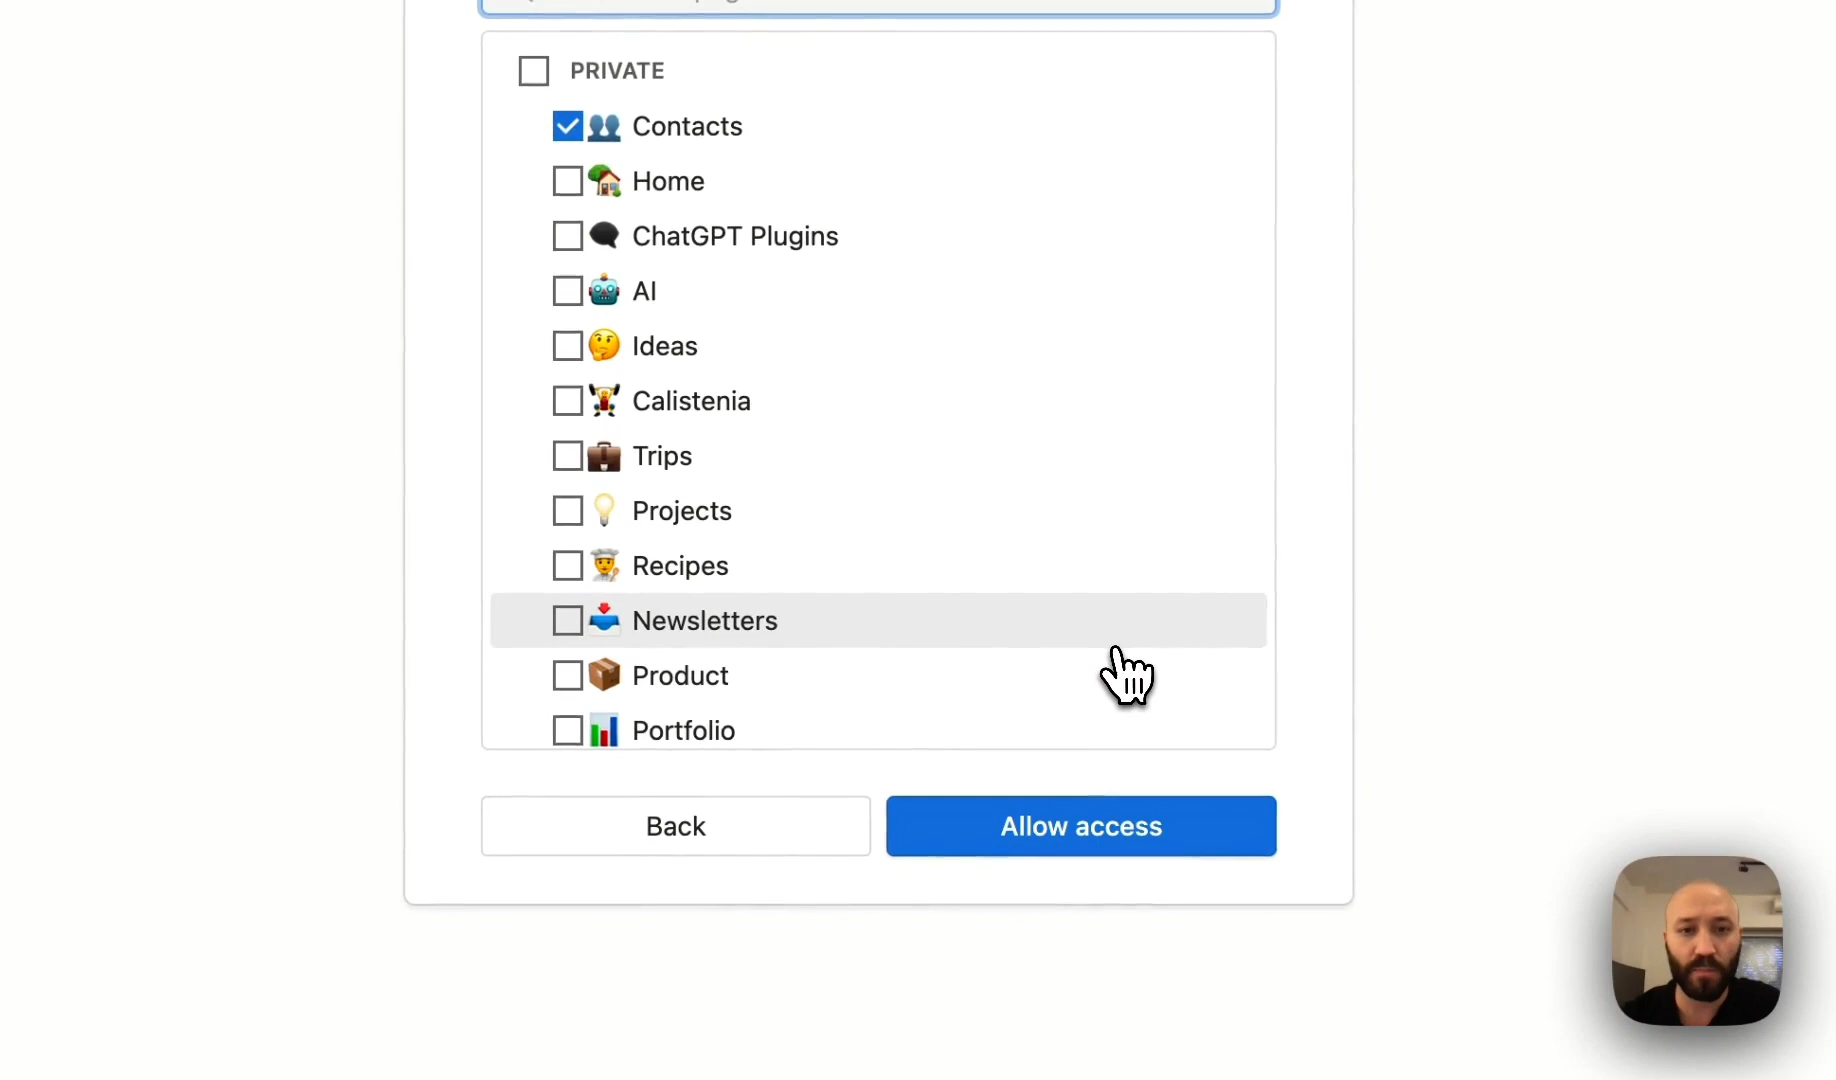 PRIVATE
Contacts
Home
ChatGPT Plugins
AI
Ideas
Calistenia
Trips
Projects
Recipes
Newsletters
Product
Portfolio
Back
Allow access